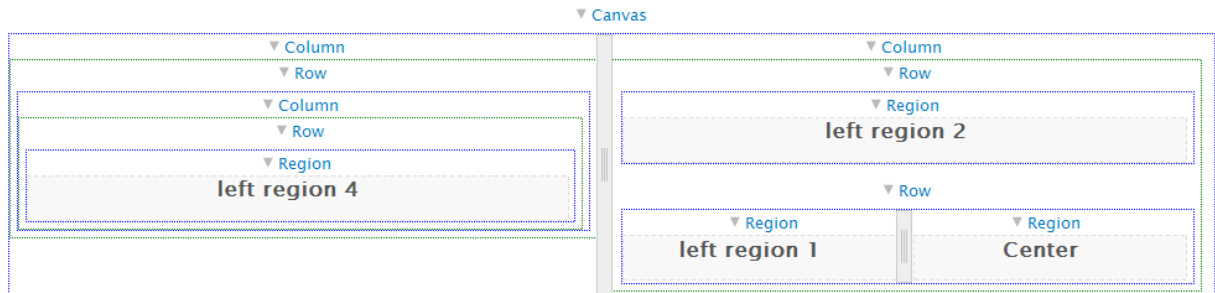 Canvas
Column
Row
Column
Row
Region
left region 4
Column
Row
Region
left region 2
Row
Region
left region 1
Region
Center